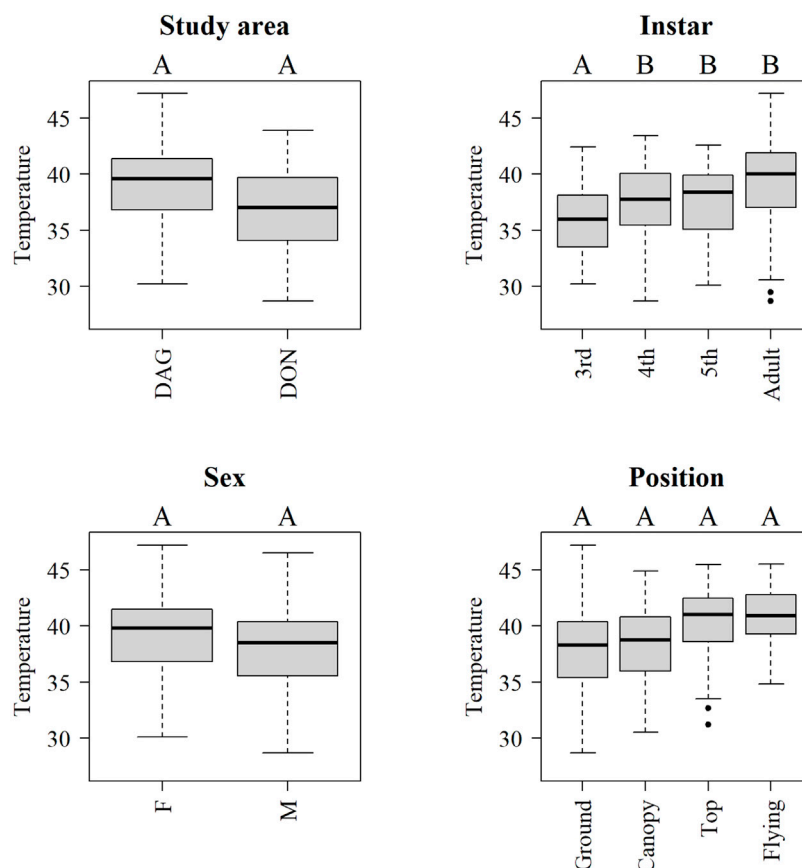 Study area
A A
Temperature
45
40
35
30
DAG DON
Instar
A B B B
Temperature
45
40
35
30
3rd 4th 5th Adult
Sex
A A
Temperature
45
40
35
30
F M
Position
A A A A
Temperature
45
40
35
30
Ground Canopy Top Flying